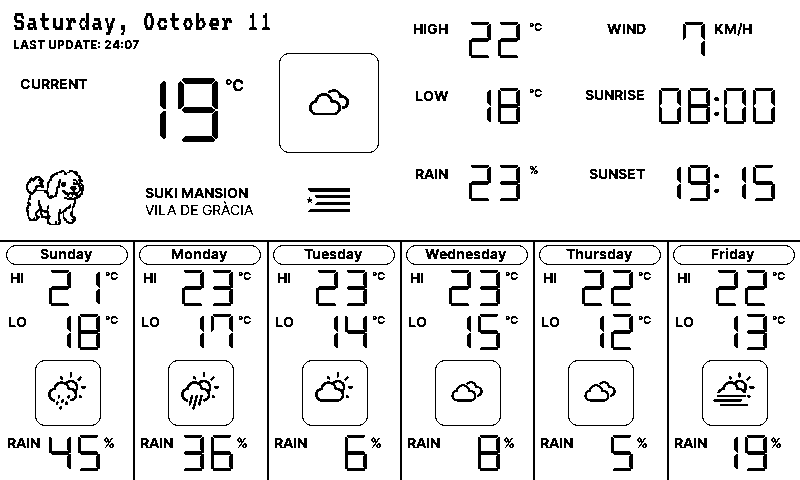 Saturday, October 11
LAST UPDATE: 24:07
CURRENT 19 °C
SUKI MANSION
VILA DE GRÀCIA
HIGH 22 °C
LOW 18 °C
RAIN 23 %
WIND 7 KM/H
SUNRISE 08:00
SUNSET 19:15
Sunday
HI 21 °C
LO 18 °C
RAIN 45 %
Monday
HI 23 °C
LO 17 °C
RAIN 36 %
Tuesday
HI 23 °C
LO 14 °C
RAIN 6 %
Wednesday
HI 23 °C
LO 15 °C
RAIN 8 %
Thursday
HI 22 °C
LO 12 °C
RAIN 5 %
Friday
HI 22 °C
LO 13 °C
RAIN 19 %